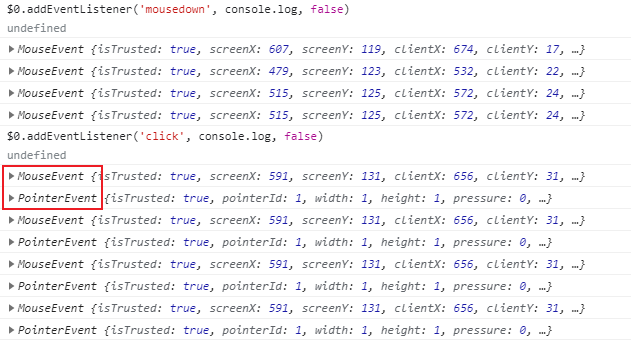 $0.addEventListener('mousedown', console.log, false)
undefined
▶ MouseEvent {isTrusted: true, screenX: 607, screenY: 119, clientX: 674, clientY: 17, …}
▶ MouseEvent {isTrusted: true, screenX: 479, screenY: 123, clientX: 532, clientY: 22, …}
▶ MouseEvent {isTrusted: true, screenX: 515, screenY: 125, clientX: 572, clientY: 24, …}
▶ MouseEvent {isTrusted: true, screenX: 515, screenY: 125, clientX: 572, clientY: 24, …}
$0.addEventListener('click', console.log, false)
undefined
▶ MouseEvent {isTrusted: true, screenX: 591, screenY: 131, clientX: 656, clientY: 31, …}
▶ PointerEvent {isTrusted: true, pointerId: 1, width: 1, height: 1, pressure: 0, …}
▶ MouseEvent {isTrusted: true, screenX: 591, screenY: 131, clientX: 656, clientY: 31, …}
▶ PointerEvent {isTrusted: true, pointerId: 1, width: 1, height: 1, pressure: 0, …}
▶ MouseEvent {isTrusted: true, screenX: 591, screenY: 131, clientX: 656, clientY: 31, …}
▶ PointerEvent {isTrusted: true, pointerId: 1, width: 1, height: 1, pressure: 0, …}
▶ MouseEvent {isTrusted: true, screenX: 591, screenY: 131, clientX: 656, clientY: 31, …}
▶ PointerEvent {isTrusted: true, pointerId: 1, width: 1, height: 1, pressure: 0, …}